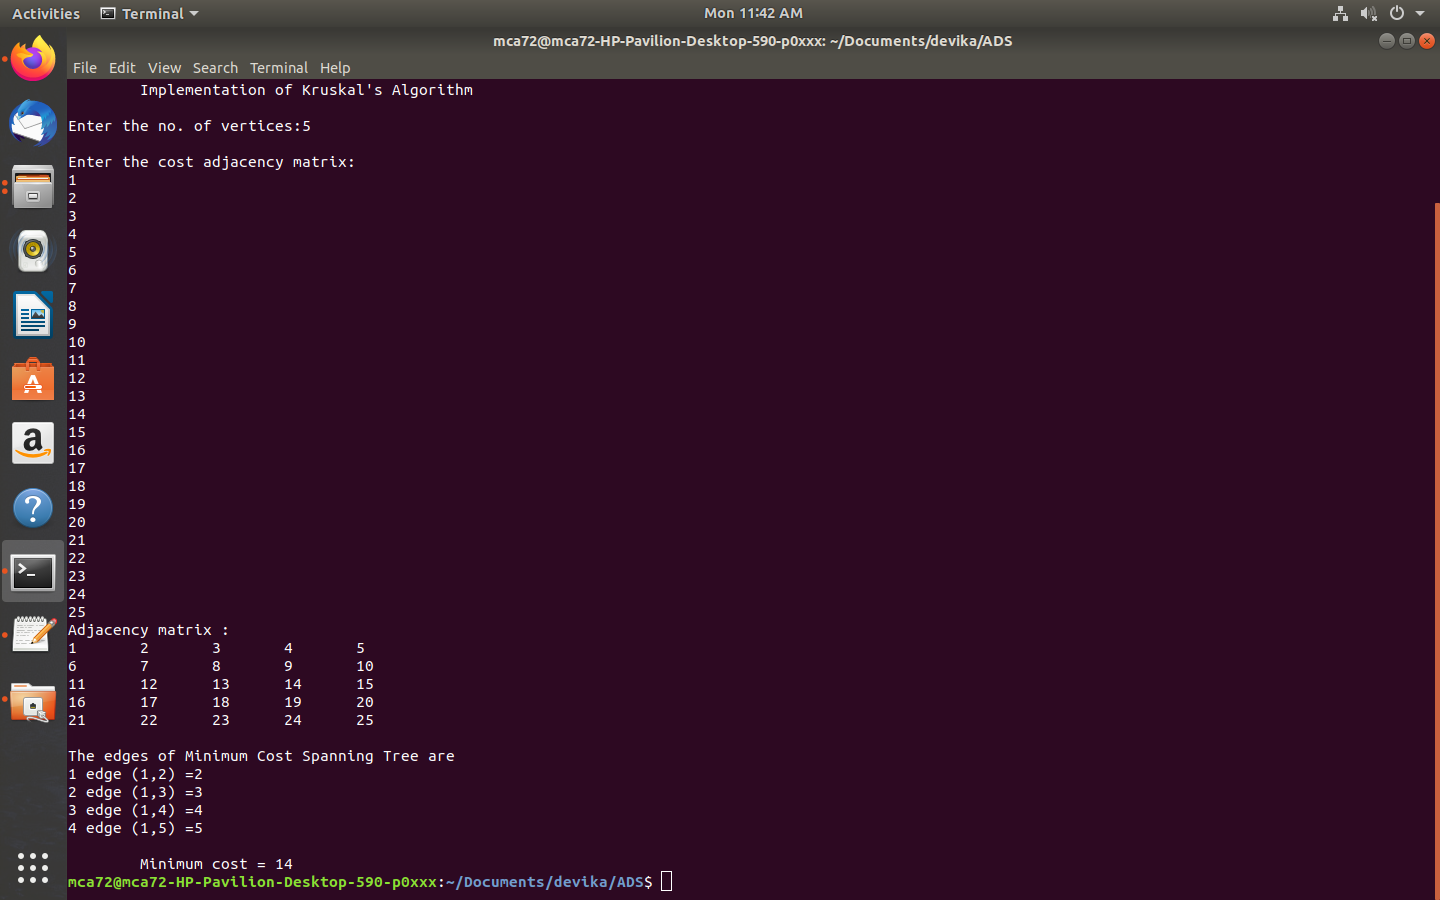 Activities Terminal Mon 11:42 AM
mca72@mca72-HP-Pavilion-Desktop-590-p0xxx: ~/Documents/devika/ADS
File Edit View Search Terminal Help
Implementation of Kruskal's Algorithm
Enter the no. of vertices:5
Enter the cost adjacency matrix:
1
2
3
4
5
6
7
8
9
10
11
12
13
14
15
16
17
18
19
20
21
22
23
24
25
Adjacency matrix :
1 2 3 4 5
6 7 8 9 10
11 12 13 14 15
16 17 18 19 20
21 22 23 24 25
The edges of Minimum Cost Spanning Tree are
1 edge (1,2) =2
2 edge (1,3) =3
3 edge (1,4) =4
4 edge (1,5) =5
Minimum cost = 14
mca72@mca72-HP-Pavilion-Desktop-590-p0xxx:~/Documents/devika/ADS$